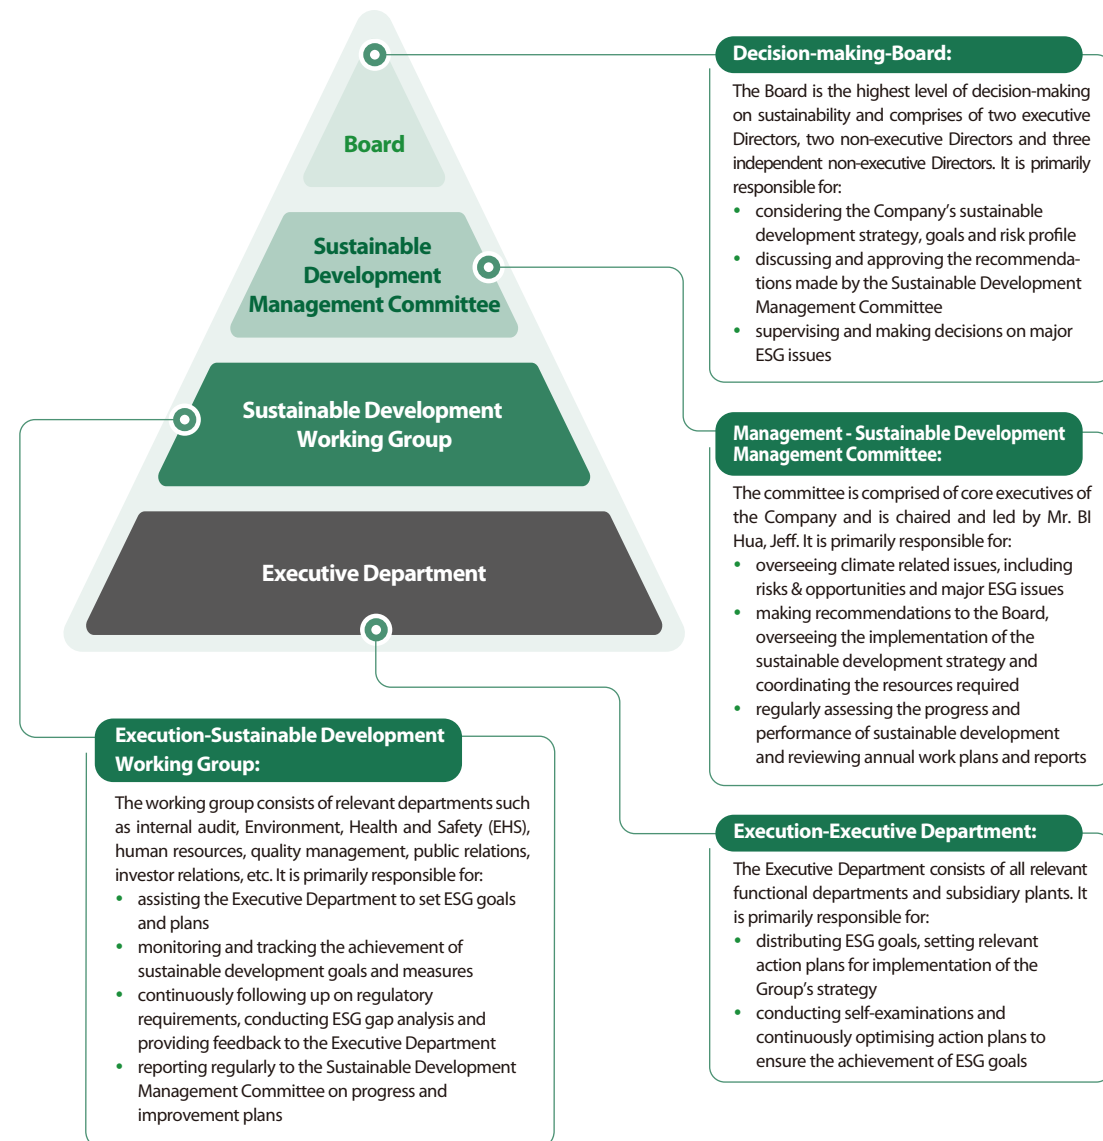 Board
Sustainable
Development
Management Committee
Sustainable Development
Working Group
Executive Department
Decision-making-Board:
The Board is the highest level of decision-making
on sustainability and comprises of two executive
Directors, two non-executive Directors and three
independent non-executive Directors. It is primarily
responsible for:
• considering the Company's sustainable
development strategy, goals and risk profile
• discussing and approving the recommenda-
tions made by the Sustainable Development
Management Committee
• supervising and making decisions on major
ESG issues
Management - Sustainable Development
Management Committee:
The committee is comprised of core executives of
the Company and is chaired and led by Mr. BI
Hua, Jeff. It is primarily responsible for:
• overseeing climate related issues, including
risks & opportunities and major ESG issues
• making recommendations to the Board,
overseeing the implementation of the
sustainable development strategy and
coordinating the resources required
• regularly assessing the progress and
performance of sustainable development
and reviewing annual work plans and reports
Execution-Sustainable Development
Working Group:
The working group consists of relevant departments such
as internal audit, Environment, Health and Safety (EHS),
human resources, quality management, public relations,
investor relations, etc. It is primarily responsible for:
• assisting the Executive Department to set ESG goals
and plans
• monitoring and tracking the achievement of
sustainable development goals and measures
• continuously following up on regulatory
requirements, conducting ESG gap analysis and
providing feedback to the Executive Department
• reporting regularly to the Sustainable Development
Management Committee on progress and
improvement plans
Execution-Executive Department:
The Executive Department consists of all relevant
functional departments and subsidiary plants. It
is primarily responsible for:
• distributing ESG goals, setting relevant
action plans for implementation of the
Group's strategy
• conducting self-examinations and
continuously optimising action plans to
ensure the achievement of ESG goals